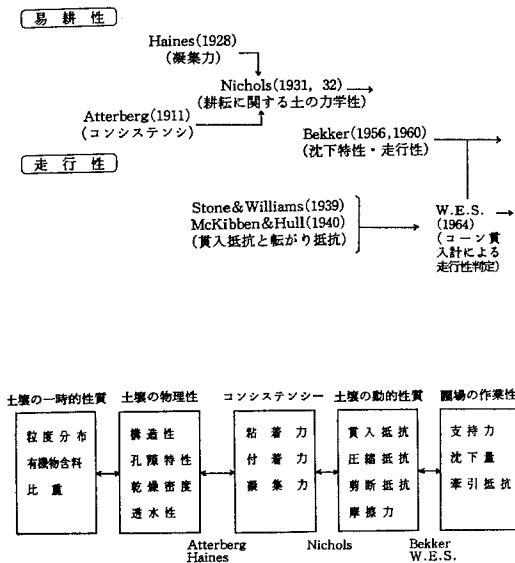 易耕性
Haines(1928)
(凝集力)
Nichols(1931, 32)
(耕耘に関する土の力学性)
Atterberg(1911)
(コンシステンシ)
Bekker(1956,1960)
(沈下特性・走行性)
走行性
Stone&Williams(1939)
McKibben&Hull(1940)
(貫入抵抗と転がり抵抗)
W.E.S.
(1964)
(コーン貫
入計による
走行性判定)
土壌の一時的性質
粒度分布
有機物含料
比重
土壌の物理性
構造性
孔隙特性
乾燥密度
透水性
コンシステンシー
粘着力
付着力
凝集力
土壌の動的性質
貫入抵抗
圧縮抵抗
剪断抵抗
摩擦力
圃場の作業性
支持力
沈下量
牽引抵抗
Atterberg
Haines
Nichols
Bekker
W.E.S.